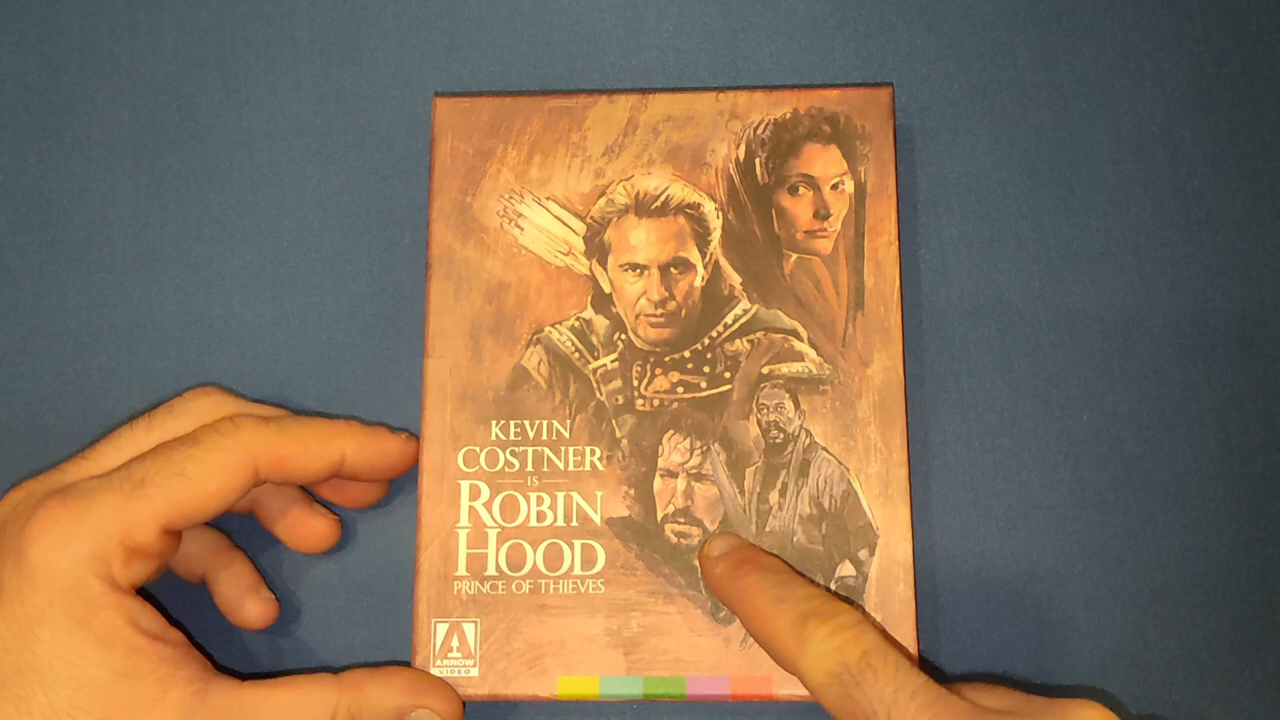 KEVIN
COSTNER
IS
ROBIN
HOOD
PRINCE OF THIEVES
ARROW
VIDEO